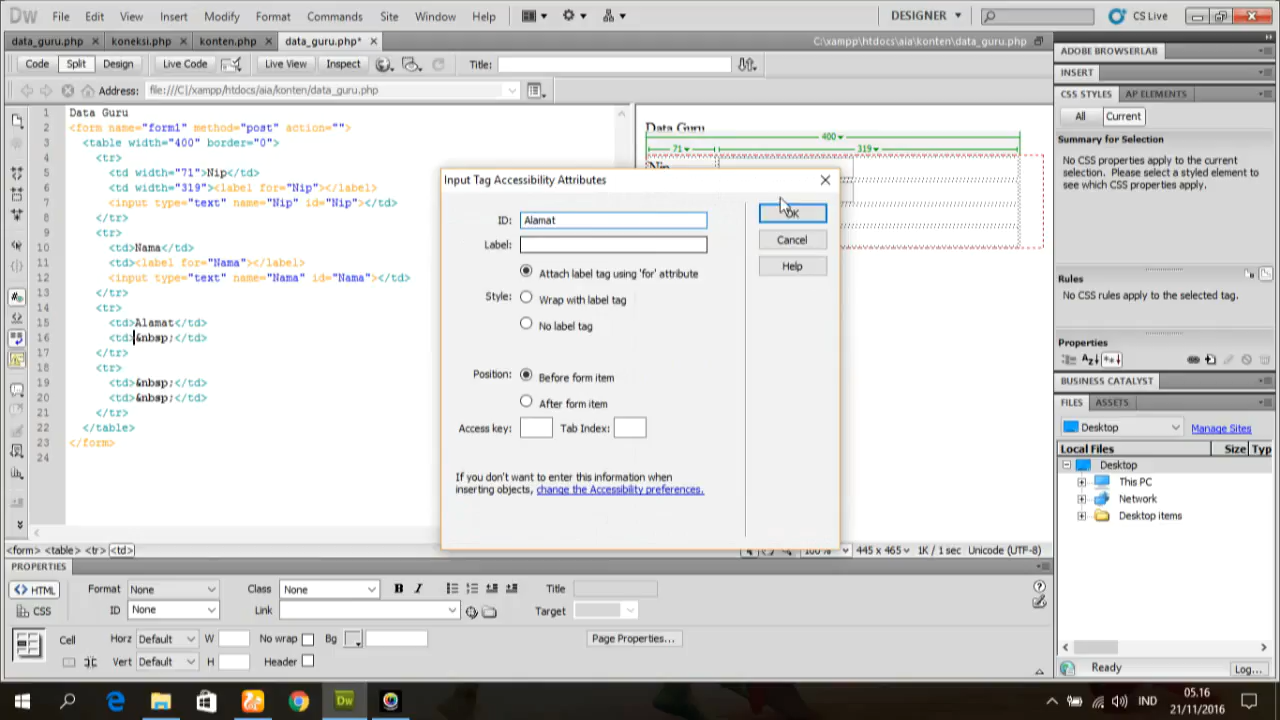 Dw File Edit View Insert Modify Format Commands Site Window Help DESIGNER CS Live
data_guru.php koneksi.php konten.php data_guru.php* C:\xampp\htdocs\aia\konten\data_guru.php
Code Split Design Live Code Live View Inspect Title:
Address: file:///C|/xampp/htdocs/aia/konten/data_guru.php
1 Data Guru
2 <form name="form1" method="post" action="">
3 <table width="400" border="0">
4 <tr>
5 <td width="71">Nip</td>
6 <td width="319"><label for="Nip"></label>
7 <input type="text" name="Nip" id="Nip"></td>
8 </tr>
9 <tr>
10 <td>Nama</td>
11 <td><label for="Nama"></label>
12 <input type="text" name="Nama" id="Nama"></td>
13 </tr>
14 <tr>
15 <td>Alamat</td>
16 <td>&nbsp;</td>
17 </tr>
18 <tr>
19 <td>&nbsp;</td>
20 <td>&nbsp;</td>
21 </tr>
22 </table>
23 </form>
24
Data Guru
400
71 319
Nip
Input Tag Accessibility Attributes
ID: Alamat
OK
Label:
Cancel
Help
Attach label tag using 'for' attribute
Style: Wrap with label tag
No label tag
Position: Before form item
After form item
Access key: Tab Index:
If you don't want to enter this information when
inserting objects, change the Accessibility preferences.
ADOBE BROWSERLAB
INSERT
CSS STYLES AP ELEMENTS
All Current
Summary for Selection
No CSS properties apply to the current
selection. Please select a styled element to
see which CSS properties apply.
Rules
No CSS rules apply to the selected tag.
Properties
BUSINESS CATALYST
FILES ASSETS
Desktop Manage Sites
Local Files Size Typ
Desktop
This PC
Network
Desktop items
Ready Log...
<form> <table> <tr> <td> 100% 445 x 465 1K / 1 sec Unicode (UTF-8)
PROPERTIES
<> HTML Format None Class None B I Title
CSS ID None Link Target
Cell Horz Default W No wrap Bg Page Properties...
Vert Default H Header
Dw IND 05.16
21/11/2016